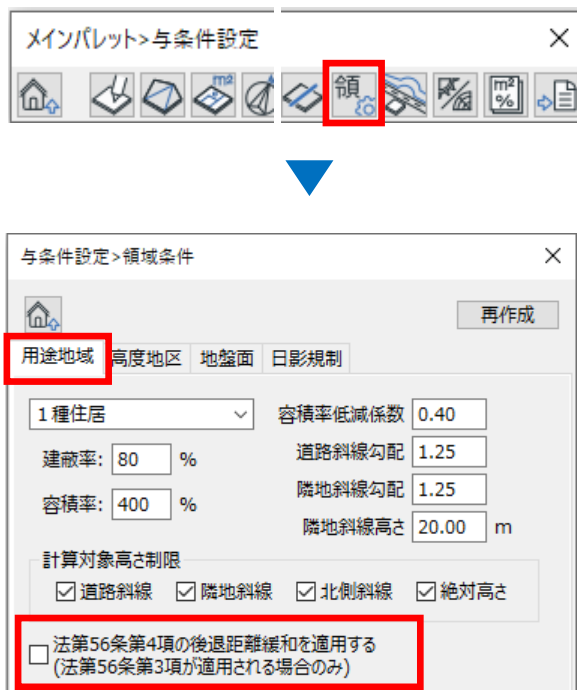 メインパレット>与条件設定
m2
領
m²
%
与条件設定>領域条件
再作成
用途地域 高度地区 地盤面 日影規制
1種住居 容積率低減係数 0.40
建蔽率: 80 % 道路斜線勾配 1.25
容積率: 400 % 隣地斜線勾配 1.25
隣地斜線高さ 20.00 m
計算対象高さ制限
道路斜線 隣地斜線 北側斜線 絶対高さ
法第56条第4項の後退距離緩和を適用する
(法第56条第3項が適用される場合のみ)